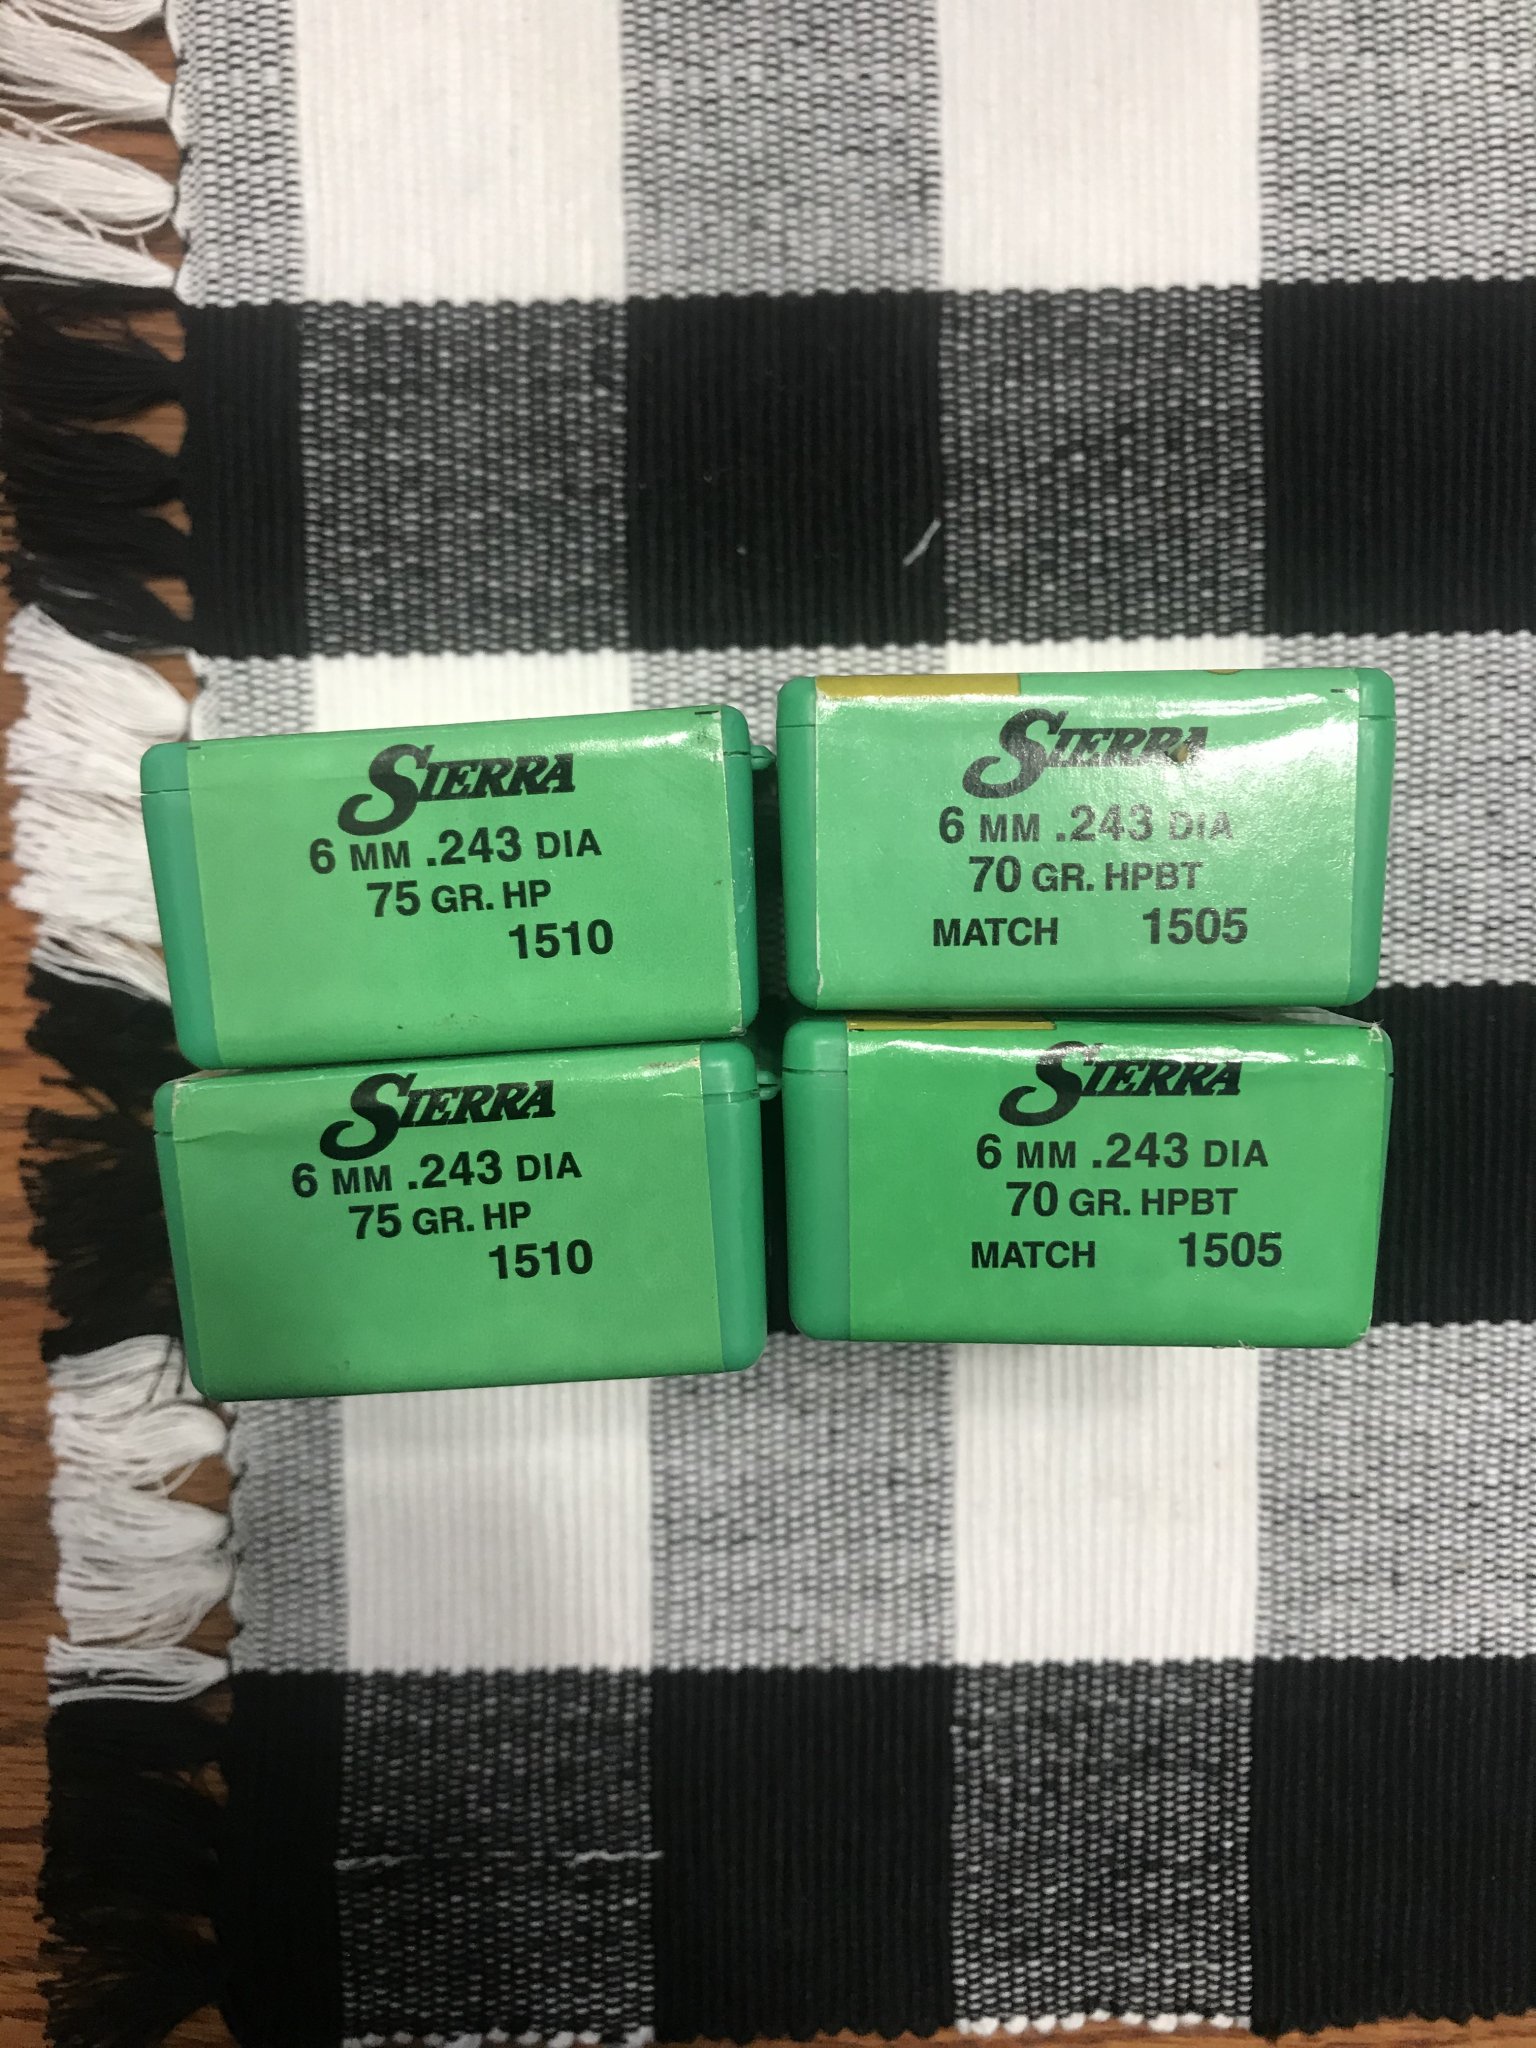 SIERRA
6 MM .243 DIA
75 GR. HP
1510
SIERRA
6 MM .243 DIA
70 GR. HPBT
MATCH 1505
SIERRA
6 MM .243 DIA
75 GR. HP
1510
SIERRA
6 MM .243 DIA
70 GR. HPBT
MATCH 1505